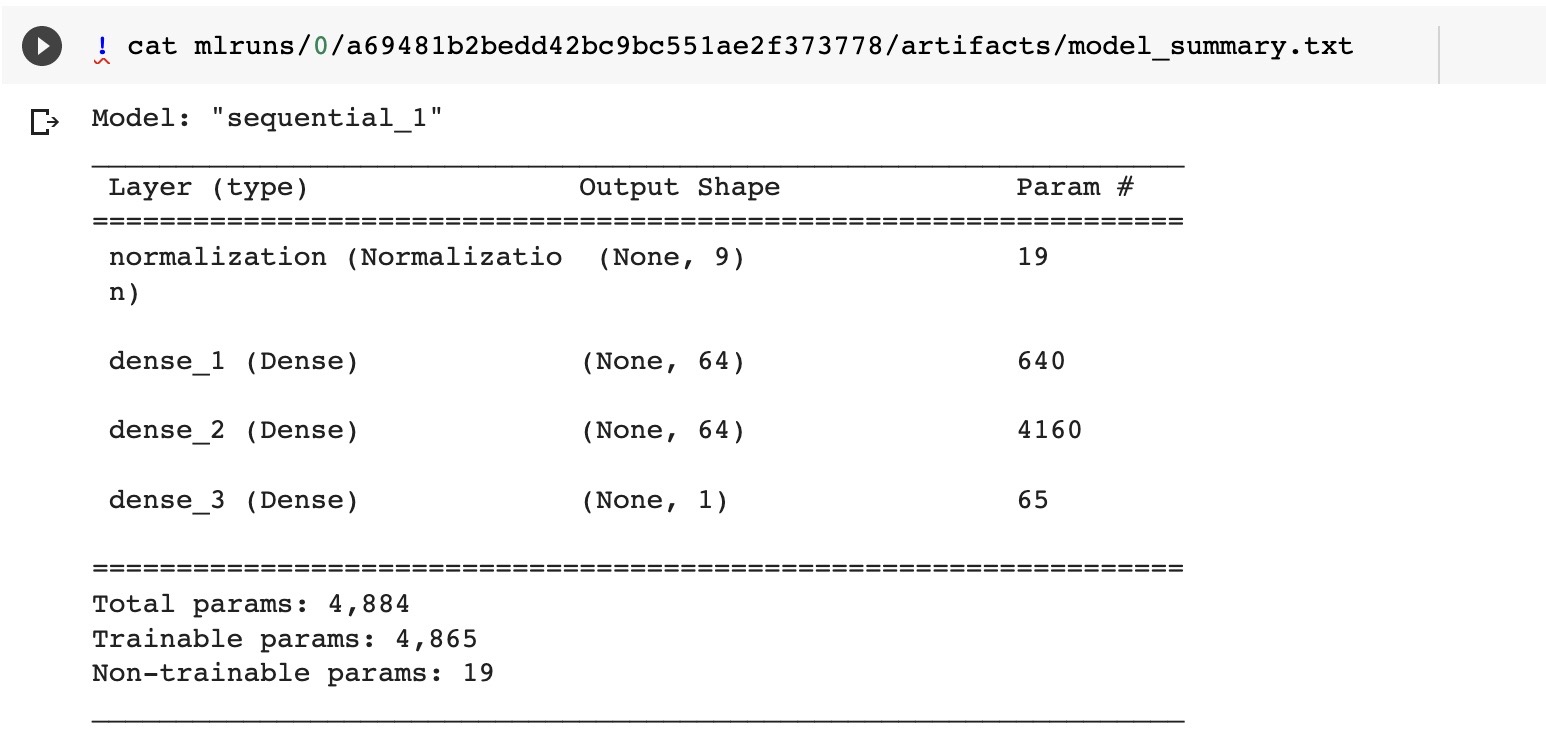 ! cat mlruns/0/a69481b2bedd42bc9bc551ae2f373778/artifacts/model_summary.txt
Model: "sequential_1"
_________________________________________________________________
Layer (type) Output Shape Param #
=================================================================
normalization (Normalizatio (None, 9) 19
n)
dense_1 (Dense) (None, 64) 640
dense_2 (Dense) (None, 64) 4160
dense_3 (Dense) (None, 1) 65
=================================================================
Total params: 4,884
Trainable params: 4,865
Non-trainable params: 19
_________________________________________________________________